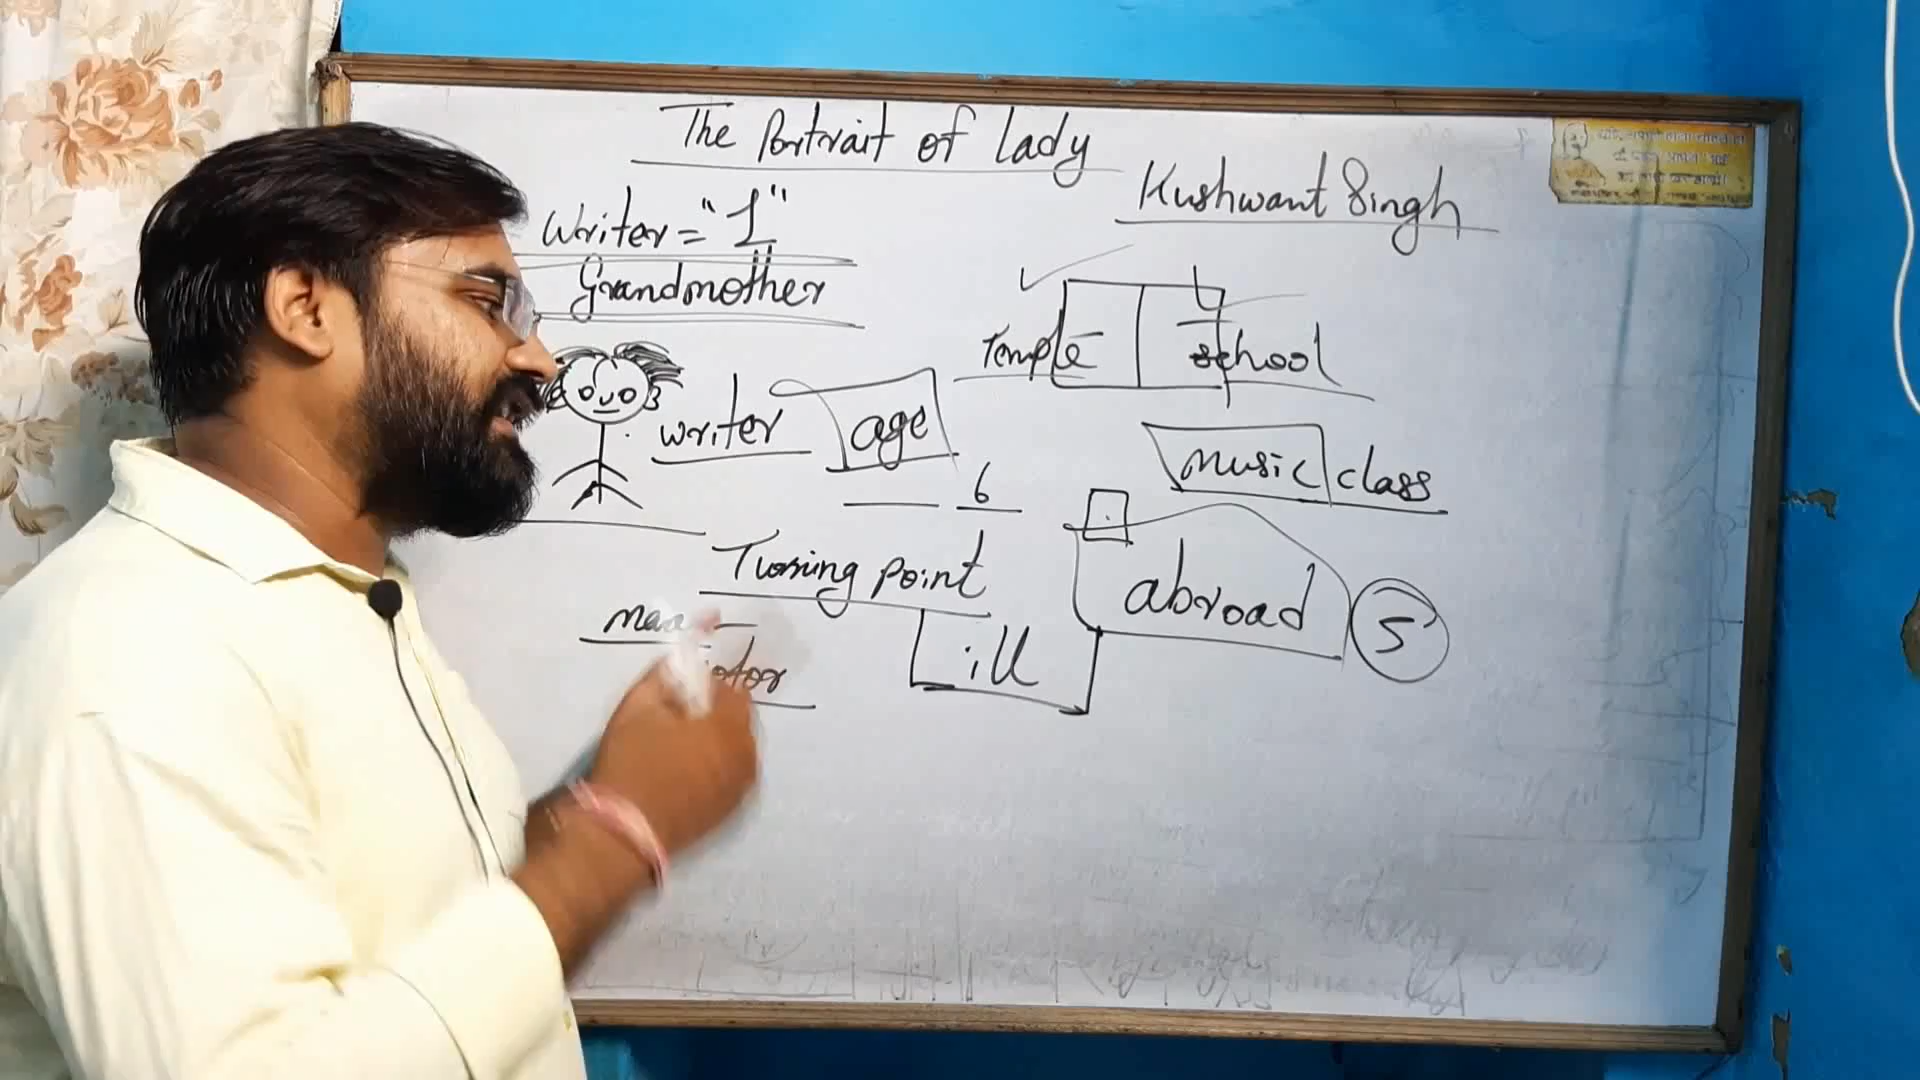 The Portrait of Lady
Kushwant Singh
Writer = "I"
Grandmother
Temple
school
writer
age
6
music class
Turning point
abroad
5
ill